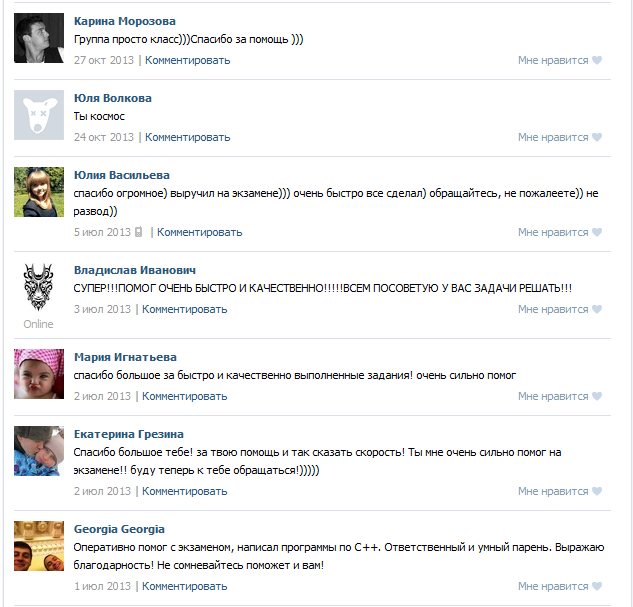 Карина Морозова
Группа просто класс)))Спасибо за помощь )))
27 окт 2013 | Комментировать Мне нравится
Юля Волкова
Ты космос
24 окт 2013 | Комментировать Мне нравится
Юлия Васильева
спасибо огромное) выручил на экзамене))) очень быстро все сделал) обращайтесь, не пожалеете)) не
развод))
5 июл 2013 | Комментировать Мне нравится
Владислав Иванович
СУПЕР!!!ПОМОГ ОЧЕНЬ БЫСТРО И КАЧЕСТВЕННО!!!!!ВСЕМ ПОСОВЕТУЮ У ВАС ЗАДАЧИ РЕШАТЬ!!!
3 июл 2013 | Комментировать Мне нравится
Online
Мария Игнатьева
спасибо большое за быстро и качественно выполненные задания! очень сильно помог
2 июл 2013 | Комментировать Мне нравится
Екатерина Грезина
Спасибо большое тебе! за твою помощь и так сказать скорость! Ты мне очень сильно помог на
экзамене!! буду теперь к тебе обращаться!)))))
2 июл 2013 | Комментировать Мне нравится
Georgia Georgia
Оперативно помог с экзаменом, написал программы по С++. Ответственный и умный парень. Выражаю
благодарность! Не сомневайтесь поможет и вам!
1 июл 2013 | Комментировать Мне нравится